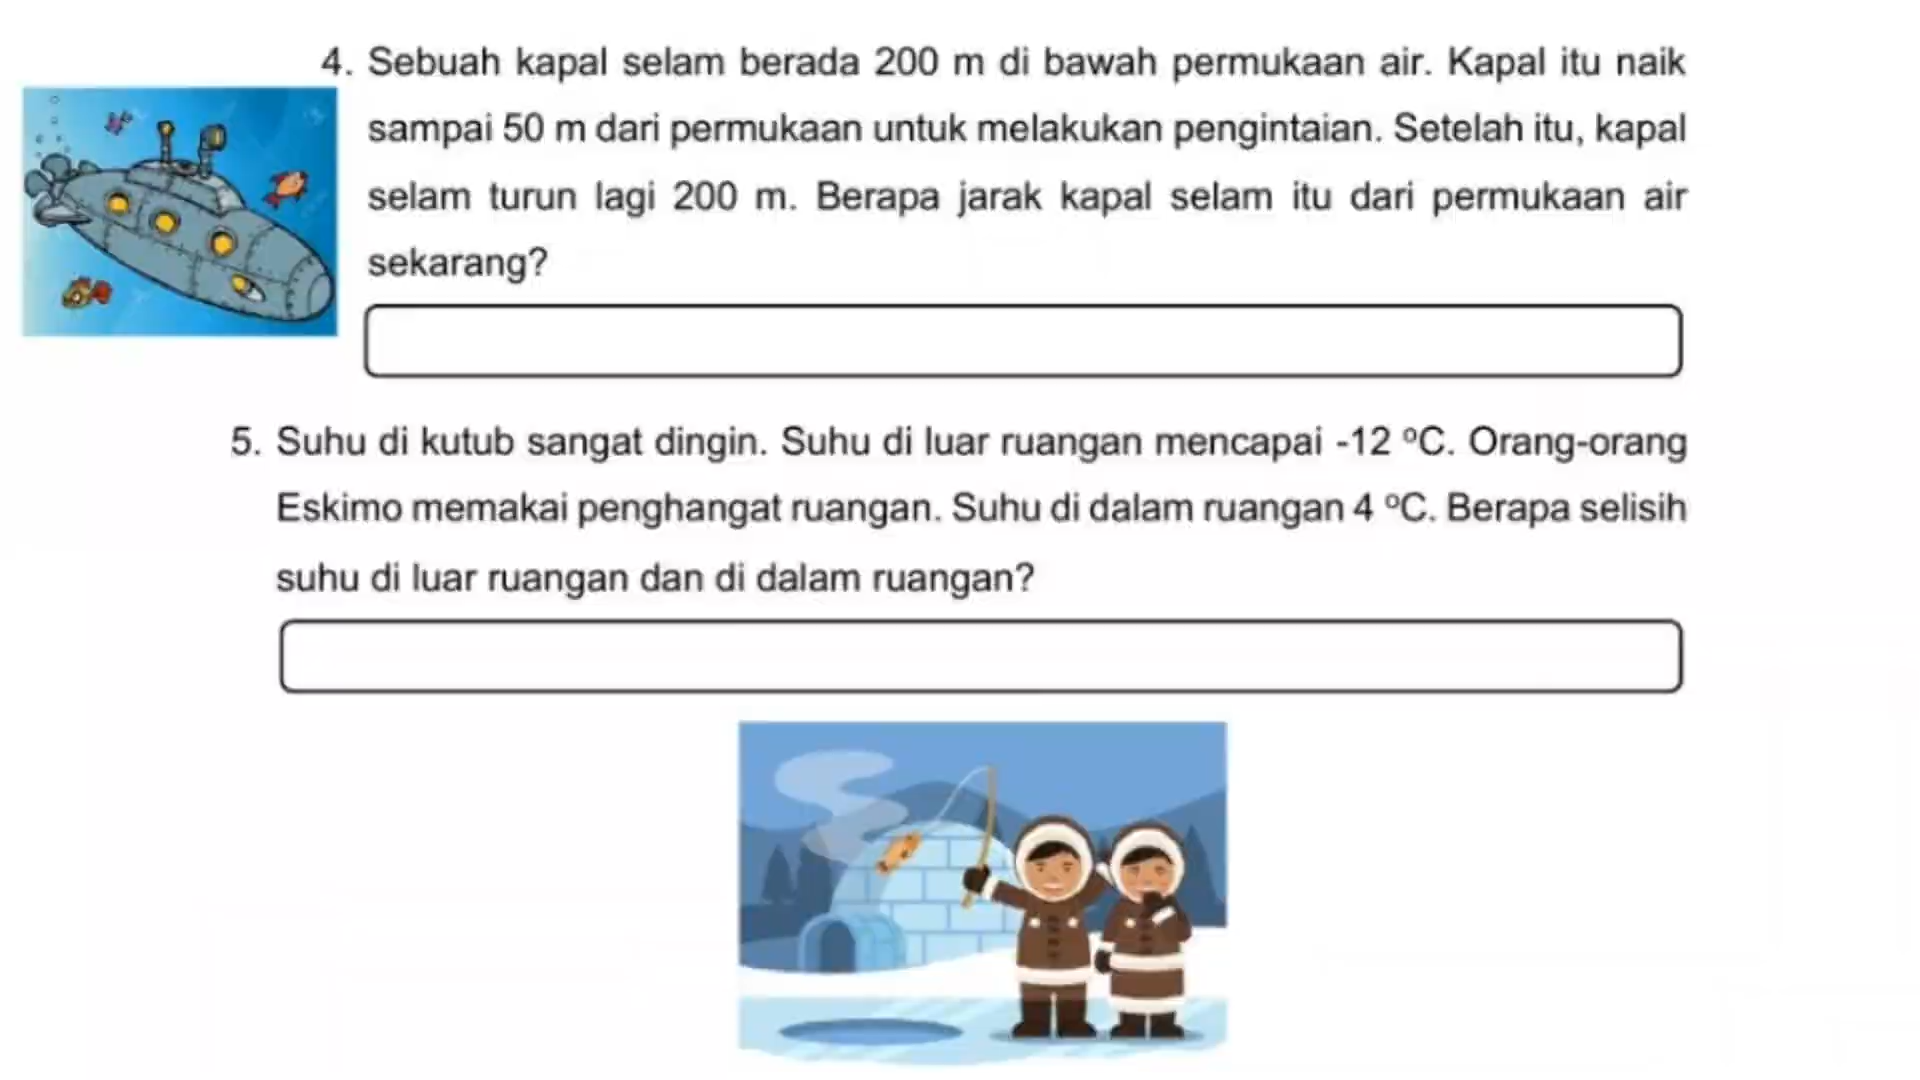 4. Sebuah kapal selam berada 200 m di bawah permukaan air. Kapal itu naik
sampai 50 m dari permukaan untuk melakukan pengintaian. Setelah itu, kapal
selam turun lagi 200 m. Berapa jarak kapal selam itu dari permukaan air
sekarang?
5. Suhu di kutub sangat dingin. Suhu di luar ruangan mencapai -12 ºC. Orang-orang
Eskimo memakai penghangat ruangan. Suhu di dalam ruangan 4 ºC. Berapa selisih
suhu di luar ruangan dan di dalam ruangan?